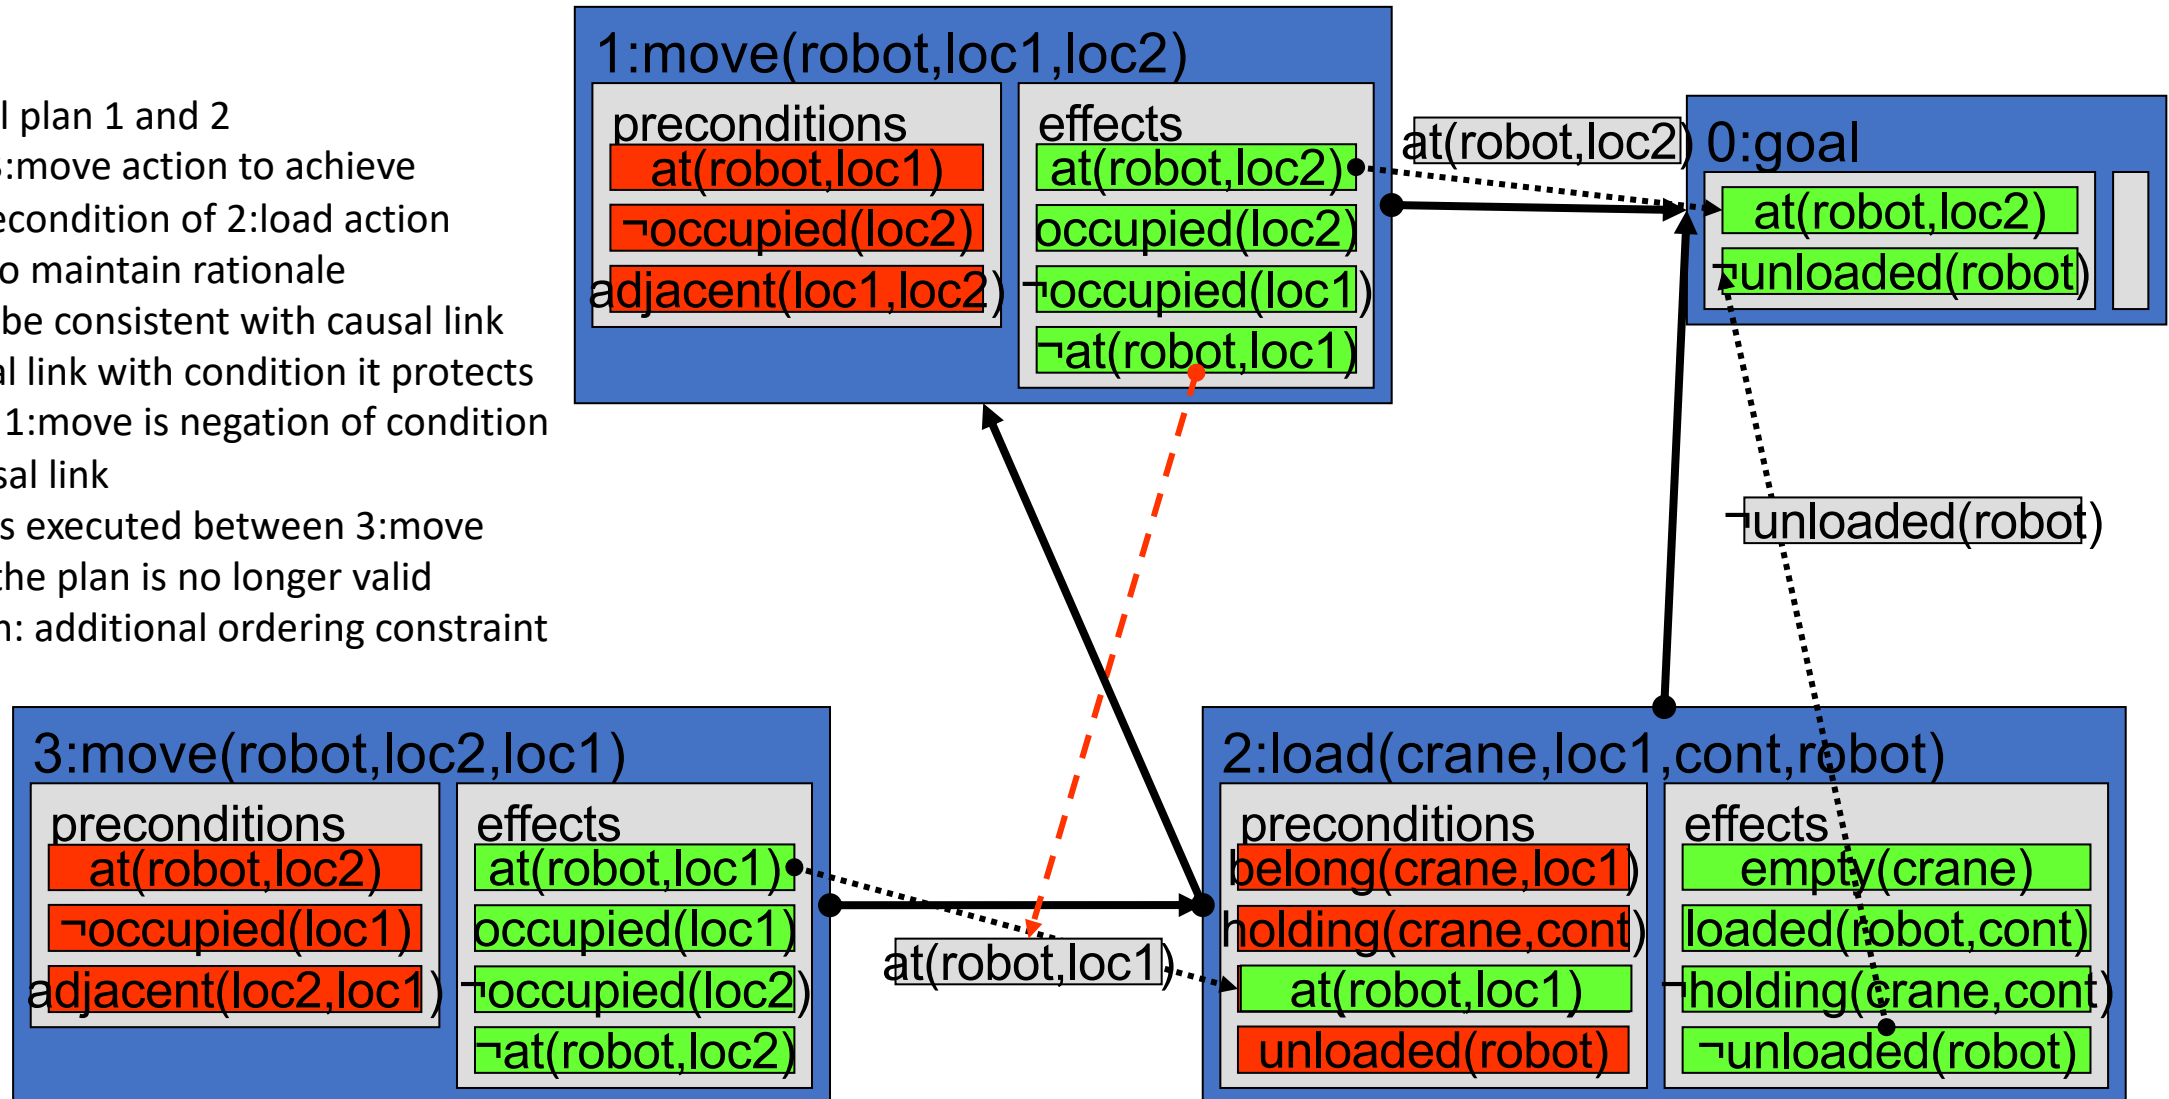 l plan 1 and 2
:move action to achieve
econdition of 2:load action
o maintain rationale
be consistent with causal link
al link with condition it protects
1:move is negation of condition
sal link
s executed between 3:move
the plan is no longer valid
n: additional ordering constraint
1:move(robot,loc1,loc2)
preconditions
at(robot,loc1)
¬occupied(loc2)
adjacent(loc1,loc2)
effects
at(robot,loc2)
occupied(loc2)
¬occupied(loc1)
¬at(robot,loc1)
at(robot,loc2)
0:goal
at(robot,loc2)
¬unloaded(robot)
¬unloaded(robot)
3:move(robot,loc2,loc1)
preconditions
at(robot,loc2)
¬occupied(loc1)
adjacent(loc2,loc1)
effects
at(robot,loc1)
occupied(loc1)
¬occupied(loc2)
¬at(robot,loc2)
at(robot,loc1)
2:load(crane,loc1,cont,robot)
preconditions
belong(crane,loc1)
holding(crane,cont)
at(robot,loc1)
unloaded(robot)
effects
empty(crane)
loaded(robot,cont)
¬holding(crane,cont)
¬unloaded(robot)